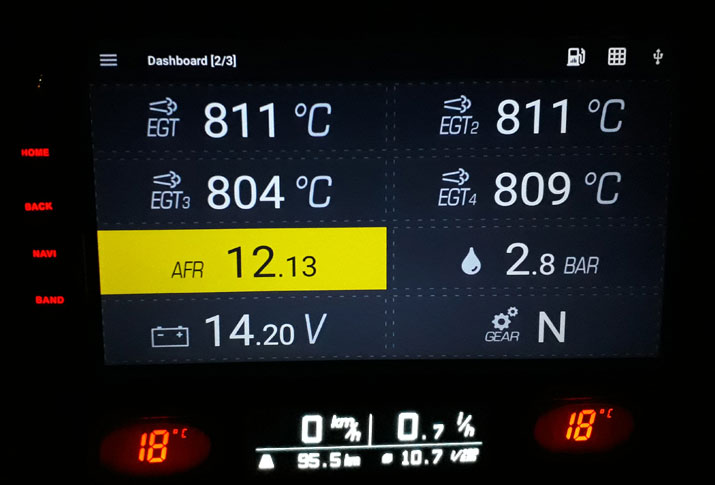 Dashboard [2/3]
EGT 811 °C
EGT2 811 °C
HOME
EGT3 804 °C
EGT4 809 °C
BACK
NAVI
AFR 12.13
2.8 BAR
BAND
14.20 V
GEAR N
18°C
0 km/h 0.7 l/h
18°C
95.5 km
10.7